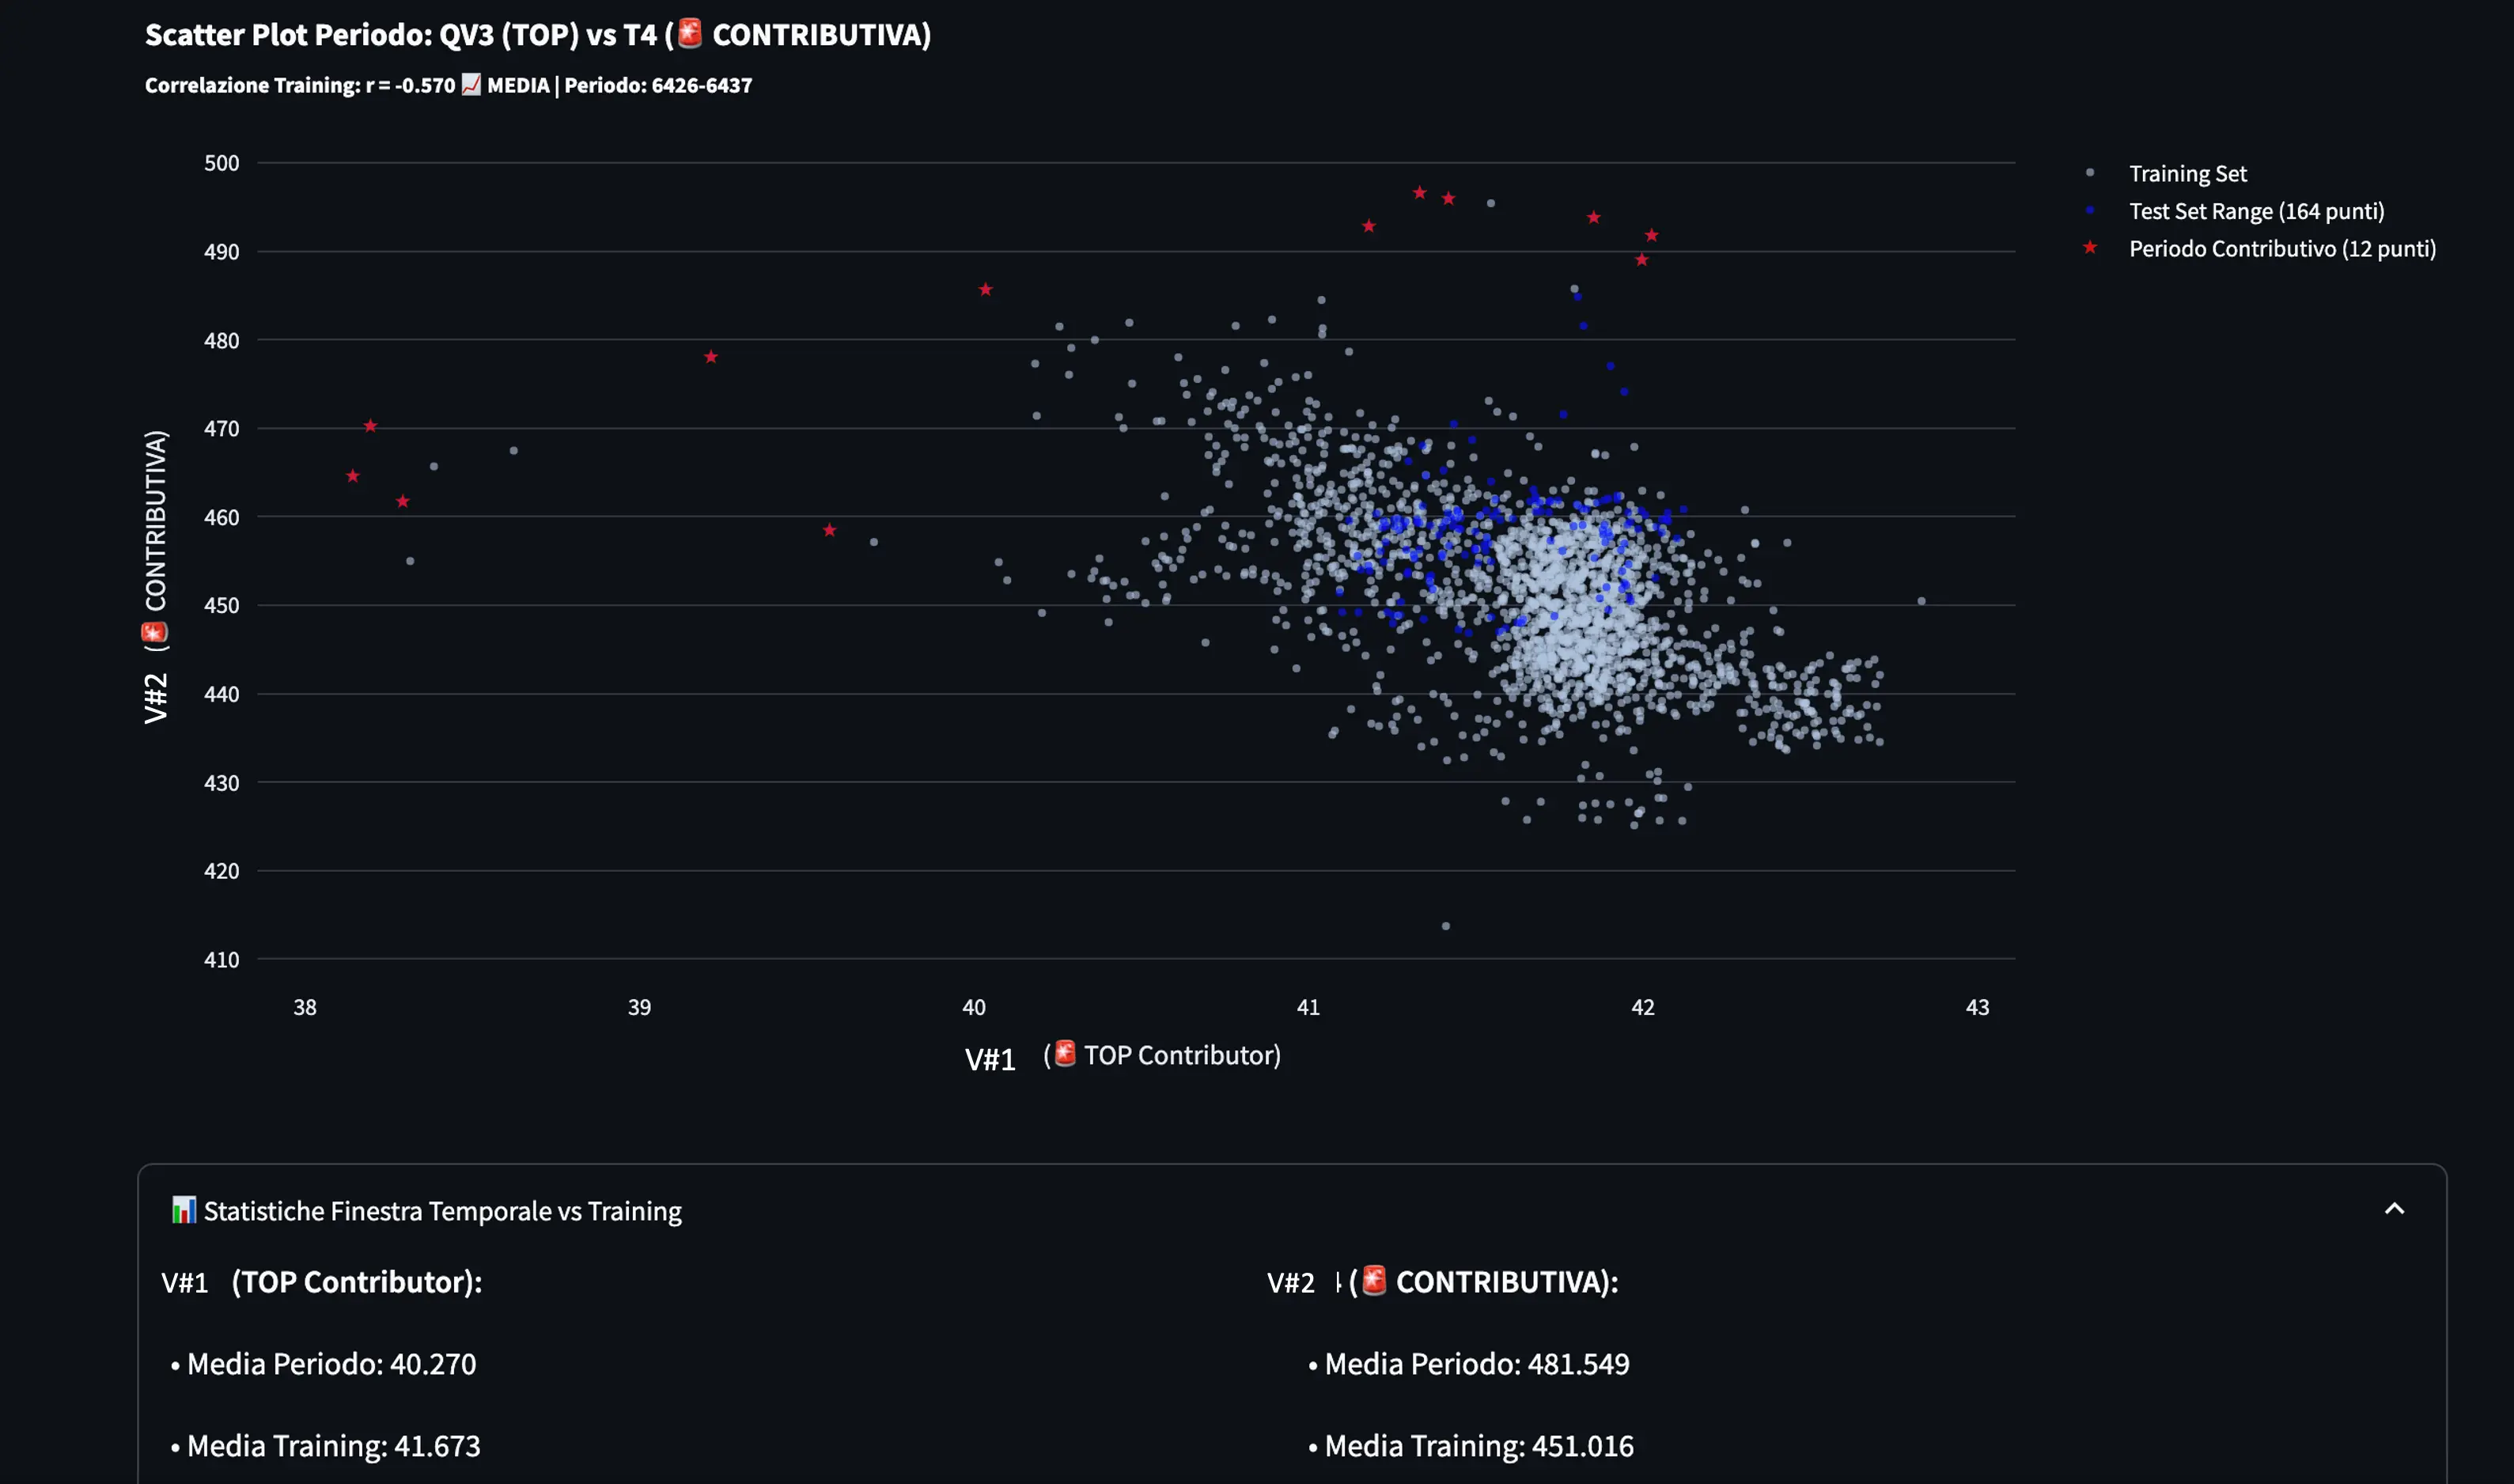 Scatter Plot Periodo: QV3 (TOP) vs T4 (🚨 CONTRIBUTIVA)
Correlazione Training: r = -0.570 📈 MEDIA | Periodo: 6426-6437
500
490
480
470
460
450
440
430
420
410
V#2 (🚨 CONTRIBUTIVA)
38 39 40 41 42 43
V#1 (🚨 TOP Contributor)
Training Set
Test Set Range (164 punti)
Periodo Contributivo (12 punti)
📊 Statistiche Finestra Temporale vs Training
V#1 (TOP Contributor):
• Media Periodo: 40.270
• Media Training: 41.673
V#2 (🚨 CONTRIBUTIVA):
• Media Periodo: 481.549
• Media Training: 451.016